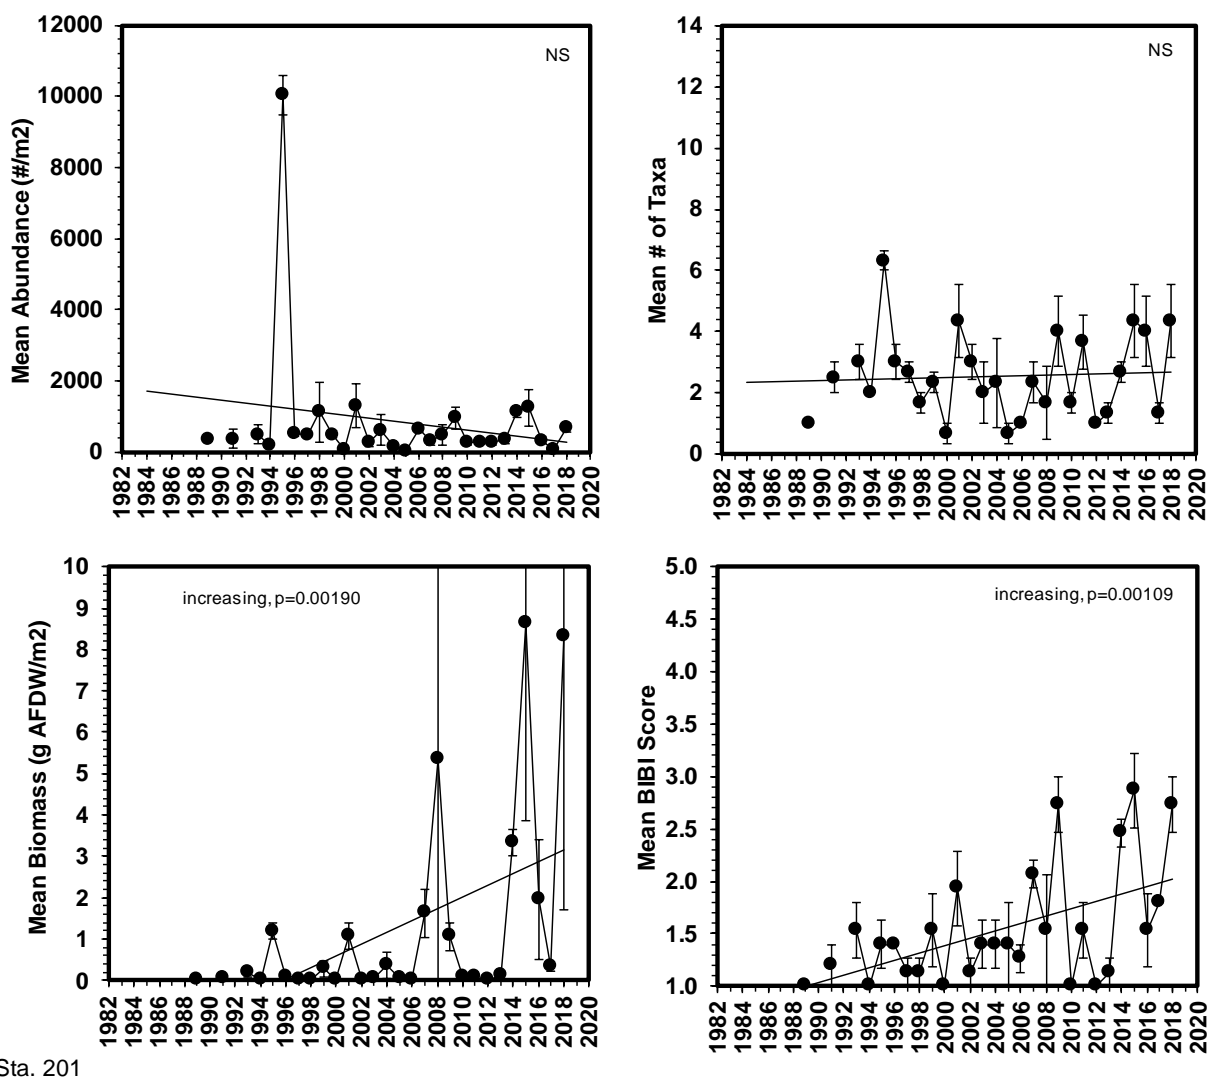 Mean Abundance (#/m2)
12000
10000
8000
6000
4000
2000
0
NS
1982 1984 1986 1988 1990 1992 1994 1996 1998 2000 2002 2004 2006 2008 2010 2012 2014 2016 2018 2020
Mean # of Taxa
14
12
10
8
6
4
2
0
NS
1982 1984 1986 1988 1990 1992 1994 1996 1998 2000 2002 2004 2006 2008 2010 2012 2014 2016 2018 2020
Mean Biomass (g AFDW/m2)
10
9
8
7
6
5
4
3
2
1
0
increasing, p=0.00190
1982 1984 1986 1988 1990 1992 1994 1996 1998 2000 2002 2004 2006 2008 2010 2012 2014 2016 2018 2020
Mean BIBI Score
5.0
4.5
4.0
3.5
3.0
2.5
2.0
1.5
1.0
increasing, p=0.00109
1982 1984 1986 1988 1990 1992 1994 1996 1998 2000 2002 2004 2006 2008 2010 2012 2014 2016 2018 2020
Sta. 201